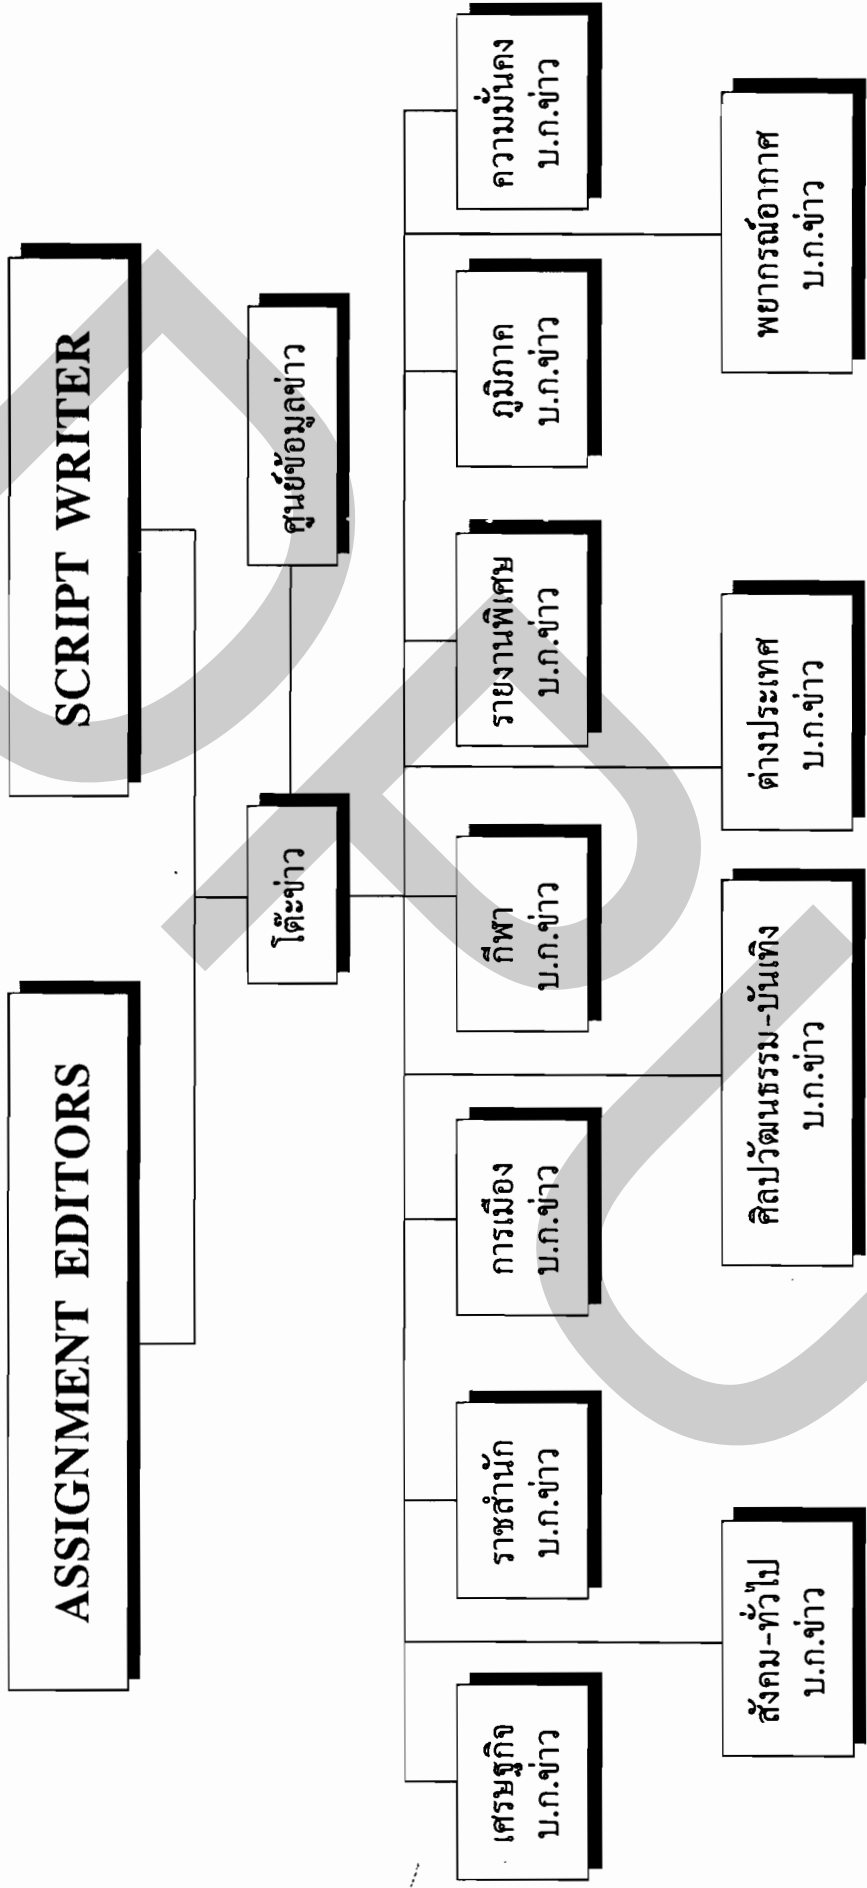 ASSIGNMENT EDITORS
SCRIPT WRITER
โต๊ะข่าว
ศูนย์ข้อมูลข่าว
เศรษฐกิจ
บ.ก.ข่าว
ราชสำนัก
บ.ก.ข่าว
การเมือง
บ.ก.ข่าว
กีฬา
บ.ก.ข่าว
รายงานพิเศษ
บ.ก.ข่าว
ภูมิภาค
บ.ก.ข่าว
ความมั่นคง
บ.ก.ข่าว
สังคม-ทั่วไป
บ.ก.ข่าว
ศิลปวัฒนธรรม-บันเทิง
บ.ก.ข่าว
ต่างประเทศ
บ.ก.ข่าว
พยากรณ์อากาศ
บ.ก.ข่าว